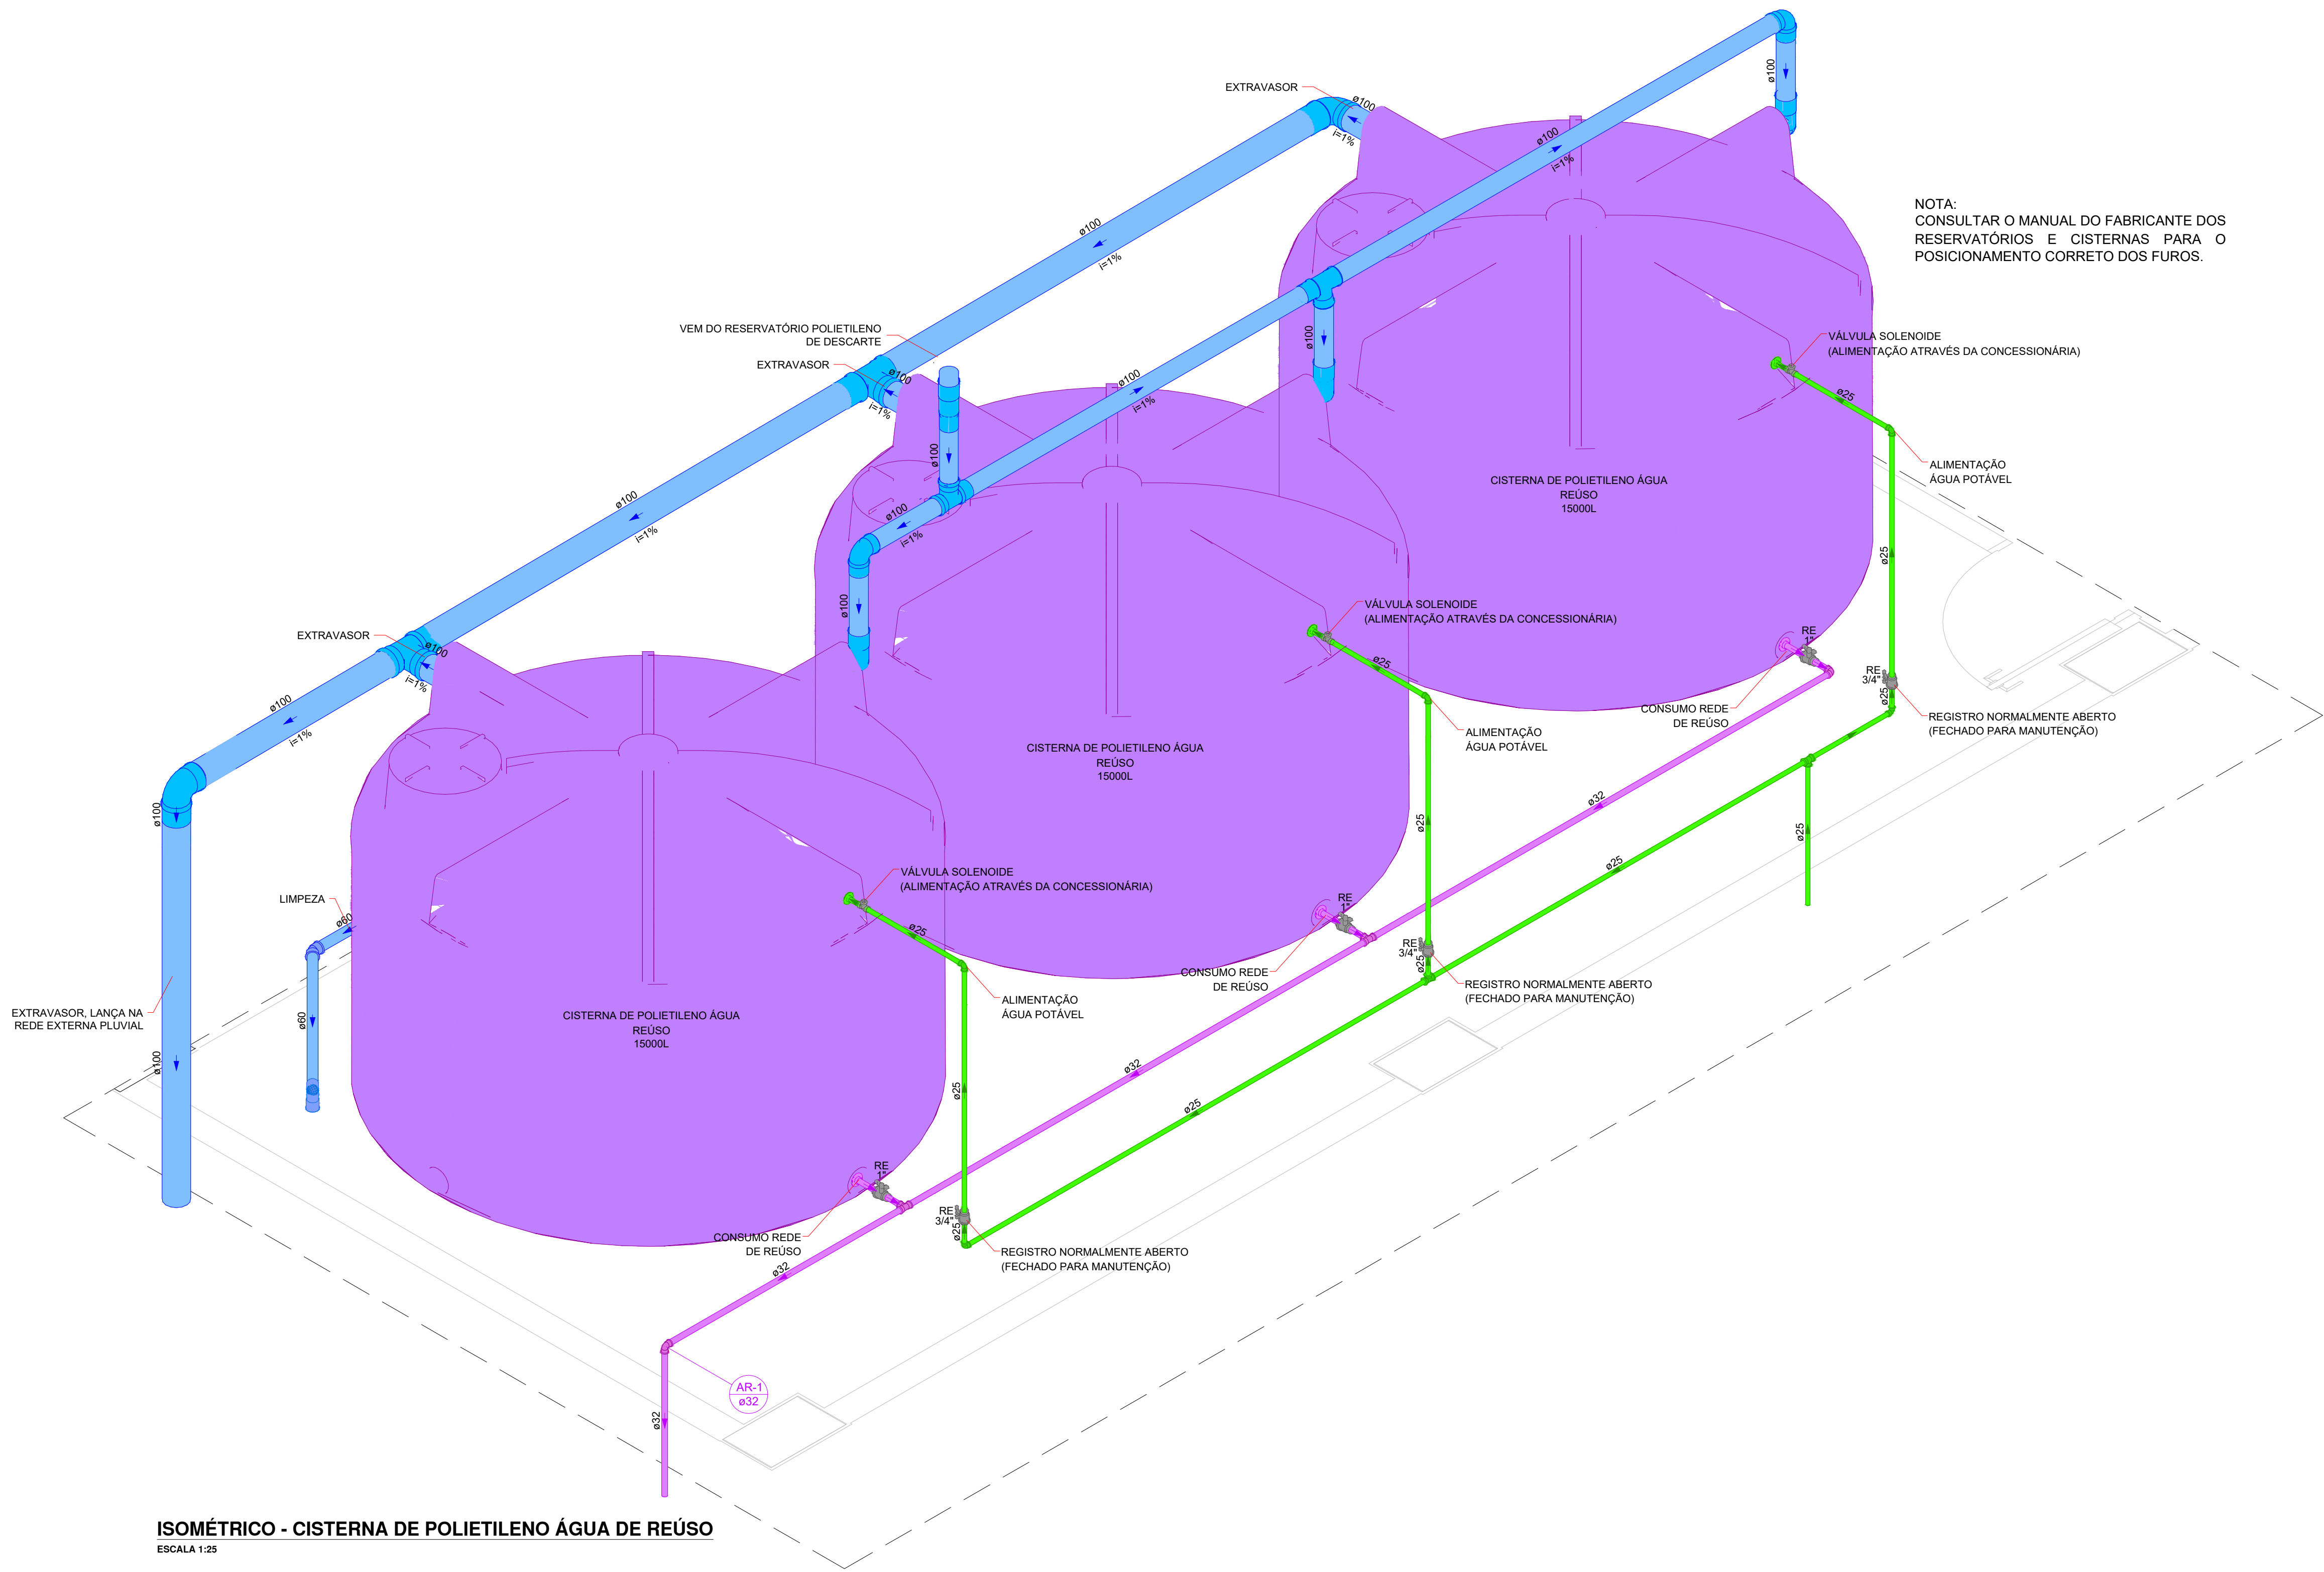 ø100
EXTRAVASOR
ø100
i=1%
ø100
i=1%
NOTA:
CONSULTAR O MANUAL DO FABRICANTE DOS
RESERVATÓRIOS E CISTERNAS PARA O
POSICIONAMENTO CORRETO DOS FUROS.
ø100
i=1%
VEM DO RESERVATÓRIO POLIETILENO
DE DESCARTE
EXTRAVASOR
ø100
i=1%
ø100
ø100
i=1%
ø100
VÁLVULA SOLENOIDE
(ALIMENTAÇÃO ATRAVÉS DA CONCESSIONÁRIA)
ø25
ALIMENTAÇÃO
ÁGUA POTÁVEL
CISTERNA DE POLIETILENO ÁGUA
REÚSO
15000L
ø100
i=1%
ø100
i=1%
ø100
ø25
VÁLVULA SOLENOIDE
(ALIMENTAÇÃO ATRAVÉS DA CONCESSIONÁRIA)
EXTRAVASOR
ø100
i=1%
ø25
RE
1"
RE
3/4"
ø25
CONSUMO REDE
DE REÚSO
REGISTRO NORMALMENTE ABERTO
(FECHADO PARA MANUTENÇÃO)
ø100
i=1%
ALIMENTAÇÃO
ÁGUA POTÁVEL
CISTERNA DE POLIETILENO ÁGUA
REÚSO
15000L
ø100
ø32
ø25
ø25
ø25
VÁLVULA SOLENOIDE
(ALIMENTAÇÃO ATRAVÉS DA CONCESSIONÁRIA)
LIMPEZA
ø60
ø25
RE
1"
RE
3/4"
ø25
CONSUMO REDE
DE REÚSO
REGISTRO NORMALMENTE ABERTO
(FECHADO PARA MANUTENÇÃO)
ALIMENTAÇÃO
ÁGUA POTÁVEL
EXTRAVASOR, LANÇA NA
REDE EXTERNA PLUVIAL
ø60
CISTERNA DE POLIETILENO ÁGUA
REÚSO
15000L
ø100
ø32
ø25
ø25
RE
1"
RE
3/4"
ø25
CONSUMO REDE
DE REÚSO
REGISTRO NORMALMENTE ABERTO
(FECHADO PARA MANUTENÇÃO)
ø32
AR-1
ø32
ø32
ISOMÉTRICO - CISTERNA DE POLIETILENO ÁGUA DE REÚSO
ESCALA 1:25